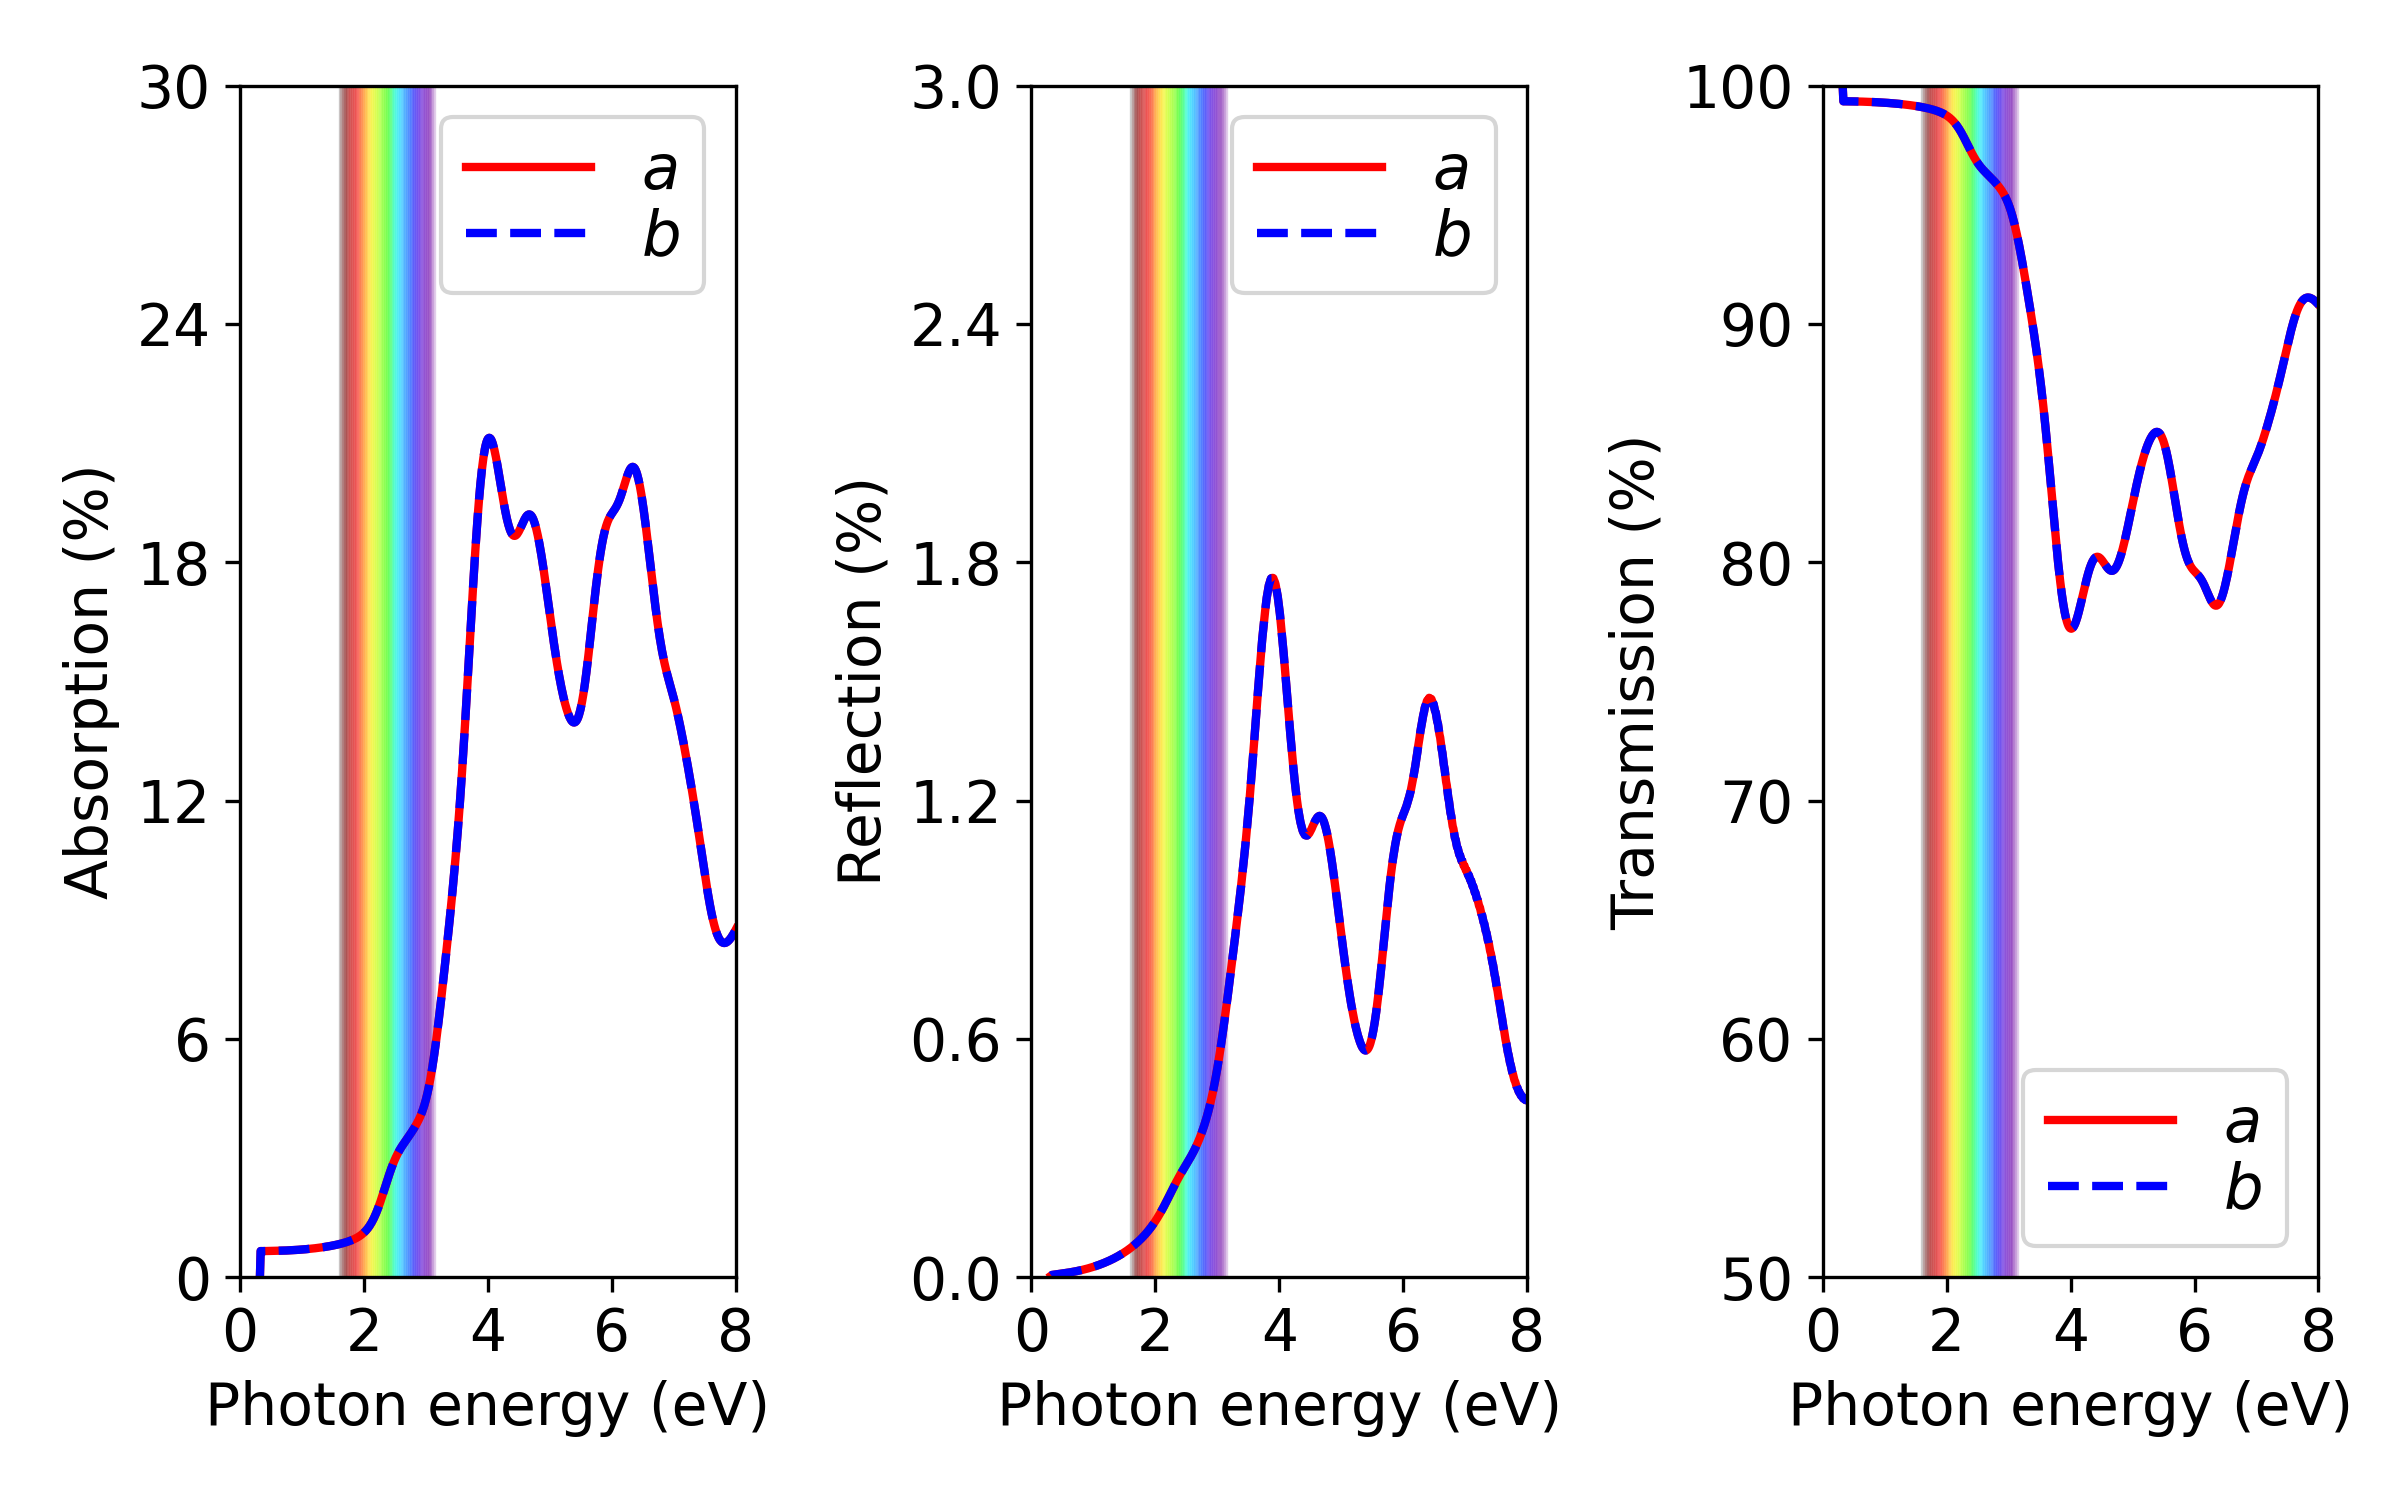 Absorption (%)
30
24
18
12
6
0
0 2 4 6 8
Photon energy (eV)
a
b
Reflection (%)
3.0
2.4
1.8
1.2
0.6
0.0
0 2 4 6 8
Photon energy (eV)
a
b
Transmission (%)
100
90
80
70
60
50
0 2 4 6 8
Photon energy (eV)
a
b